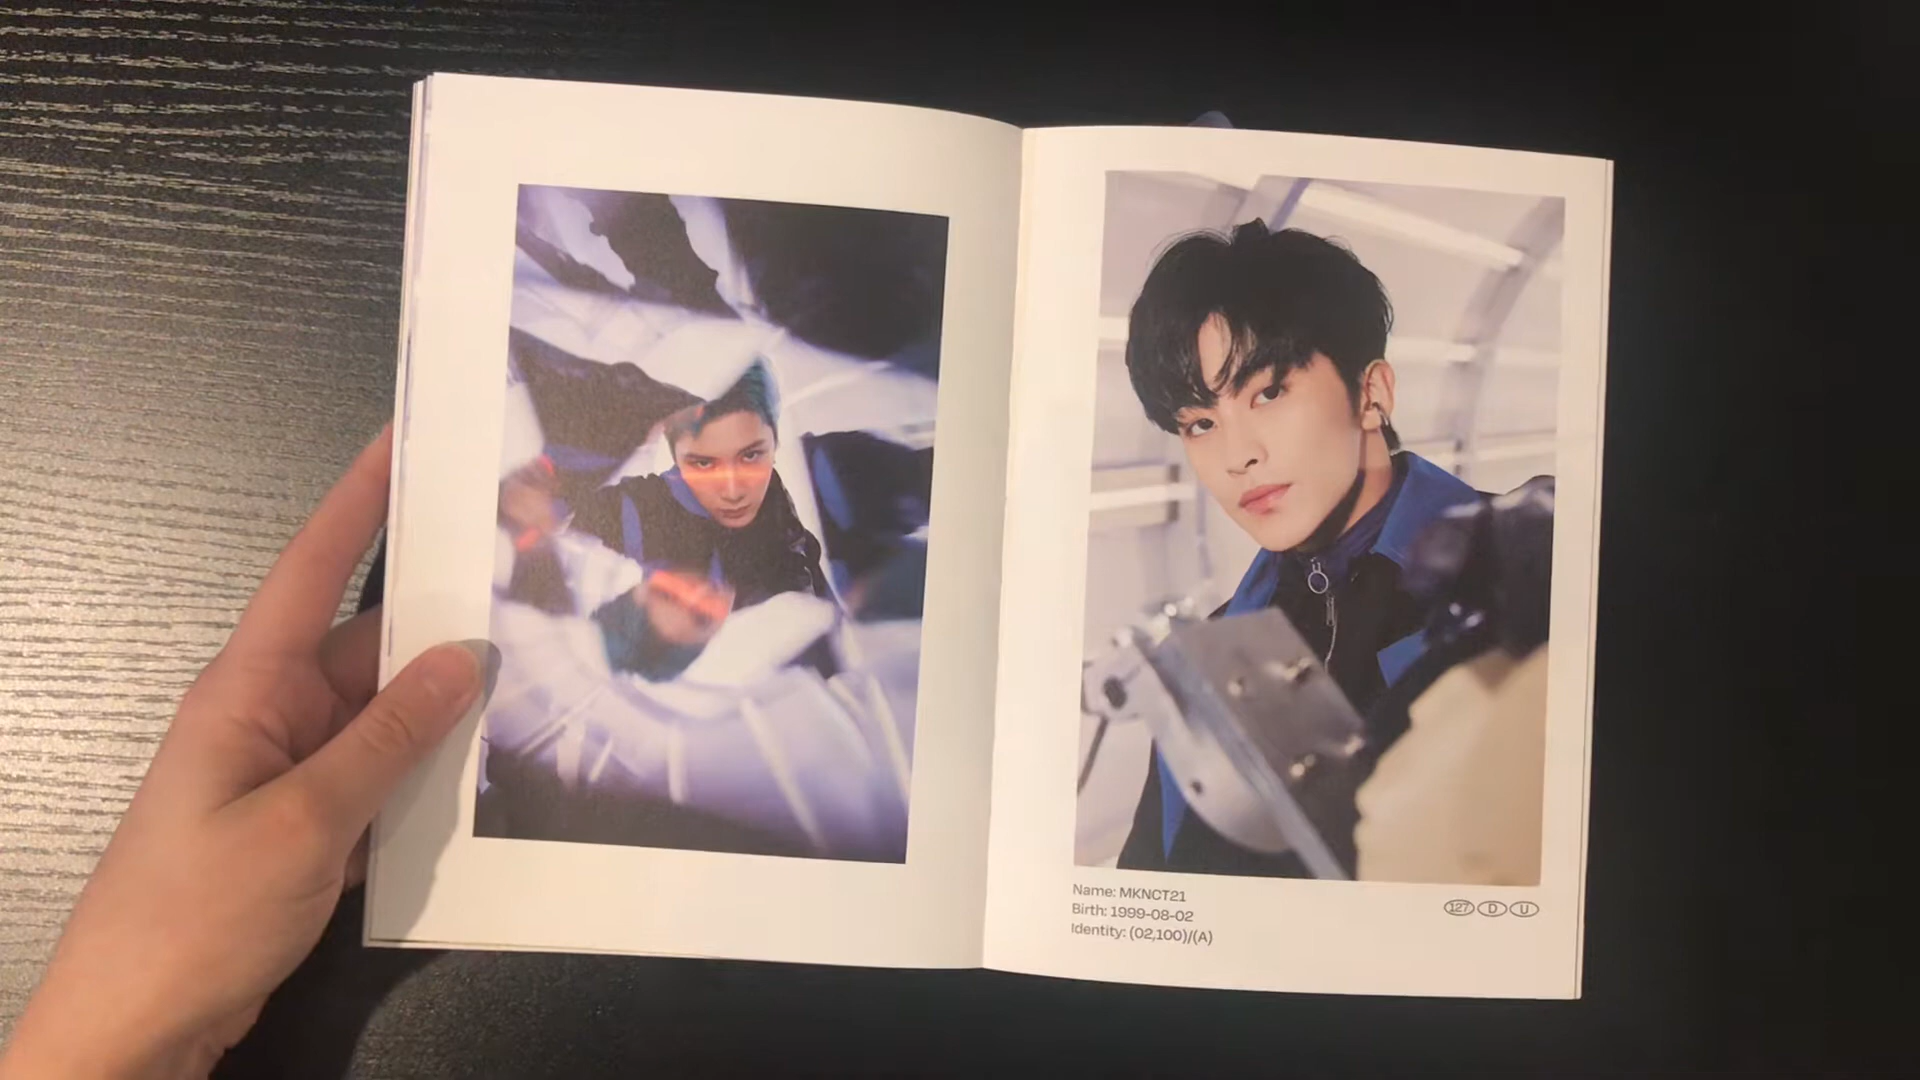 Name: MKNCT21
Birth: 1999-08-02
Identity: (02,100)/(A)
127 D U